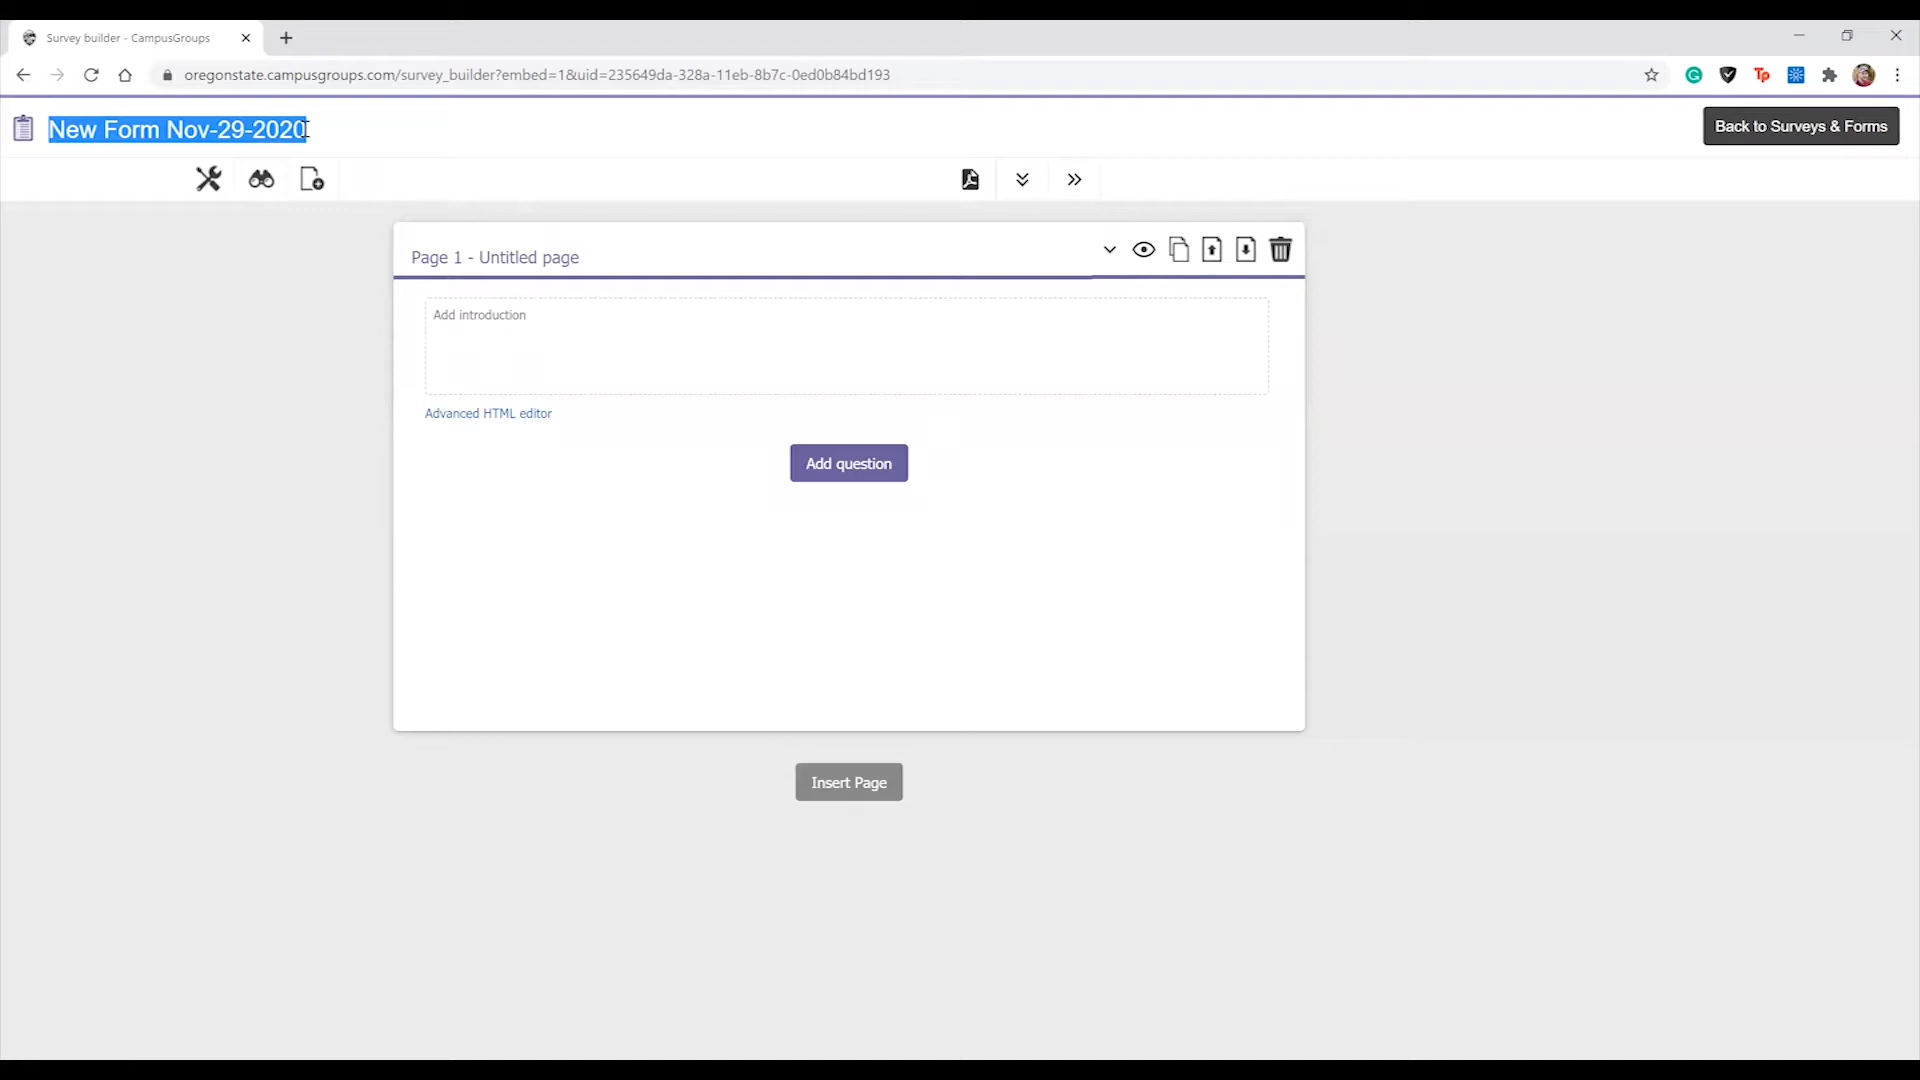 Survey builder - CampusGroups
oregonstate.campusgroups.com/survey_builder?embed=1&uid=235649da-328a-11eb-8b7c-0ed0b84bd193
Tp
New Form Nov-29-2020
Back to Surveys & Forms
Page 1 - Untitled page
Add introduction
Advanced HTML editor
Add question
Insert Page